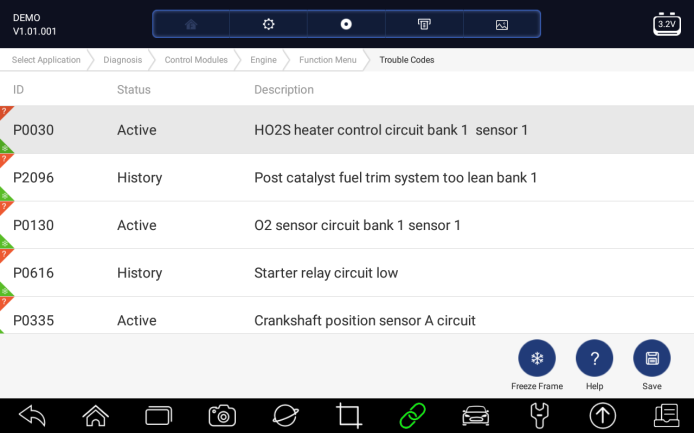 DEMO
V1.01.001
3.2V
Select Application Diagnosis Control Modules Engine Function Menu Trouble Codes
ID Status Description
? P0030 Active HO2S heater control circuit bank 1 sensor 1
? P2096 History Post catalyst fuel trim system too lean bank 1
? P0130 Active O2 sensor circuit bank 1 sensor 1
? P0616 History Starter relay circuit low
? P0335 Active Crankshaft position sensor A circuit
?
Freeze Frame Help Save